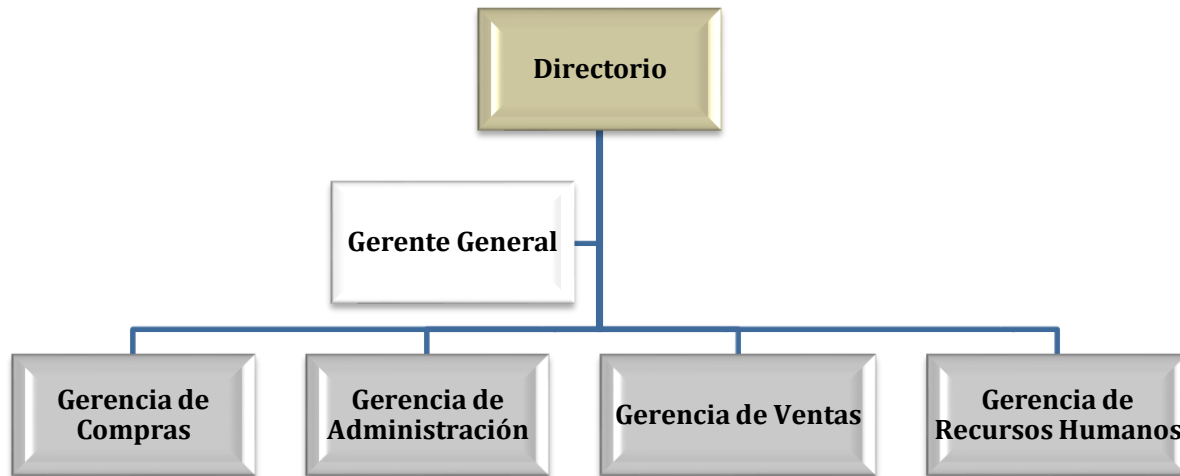 Directorio
Gerente General
Gerencia de
Compras
Gerencia de
Administración
Gerencia de Ventas
Gerencia de
Recursos Humanos